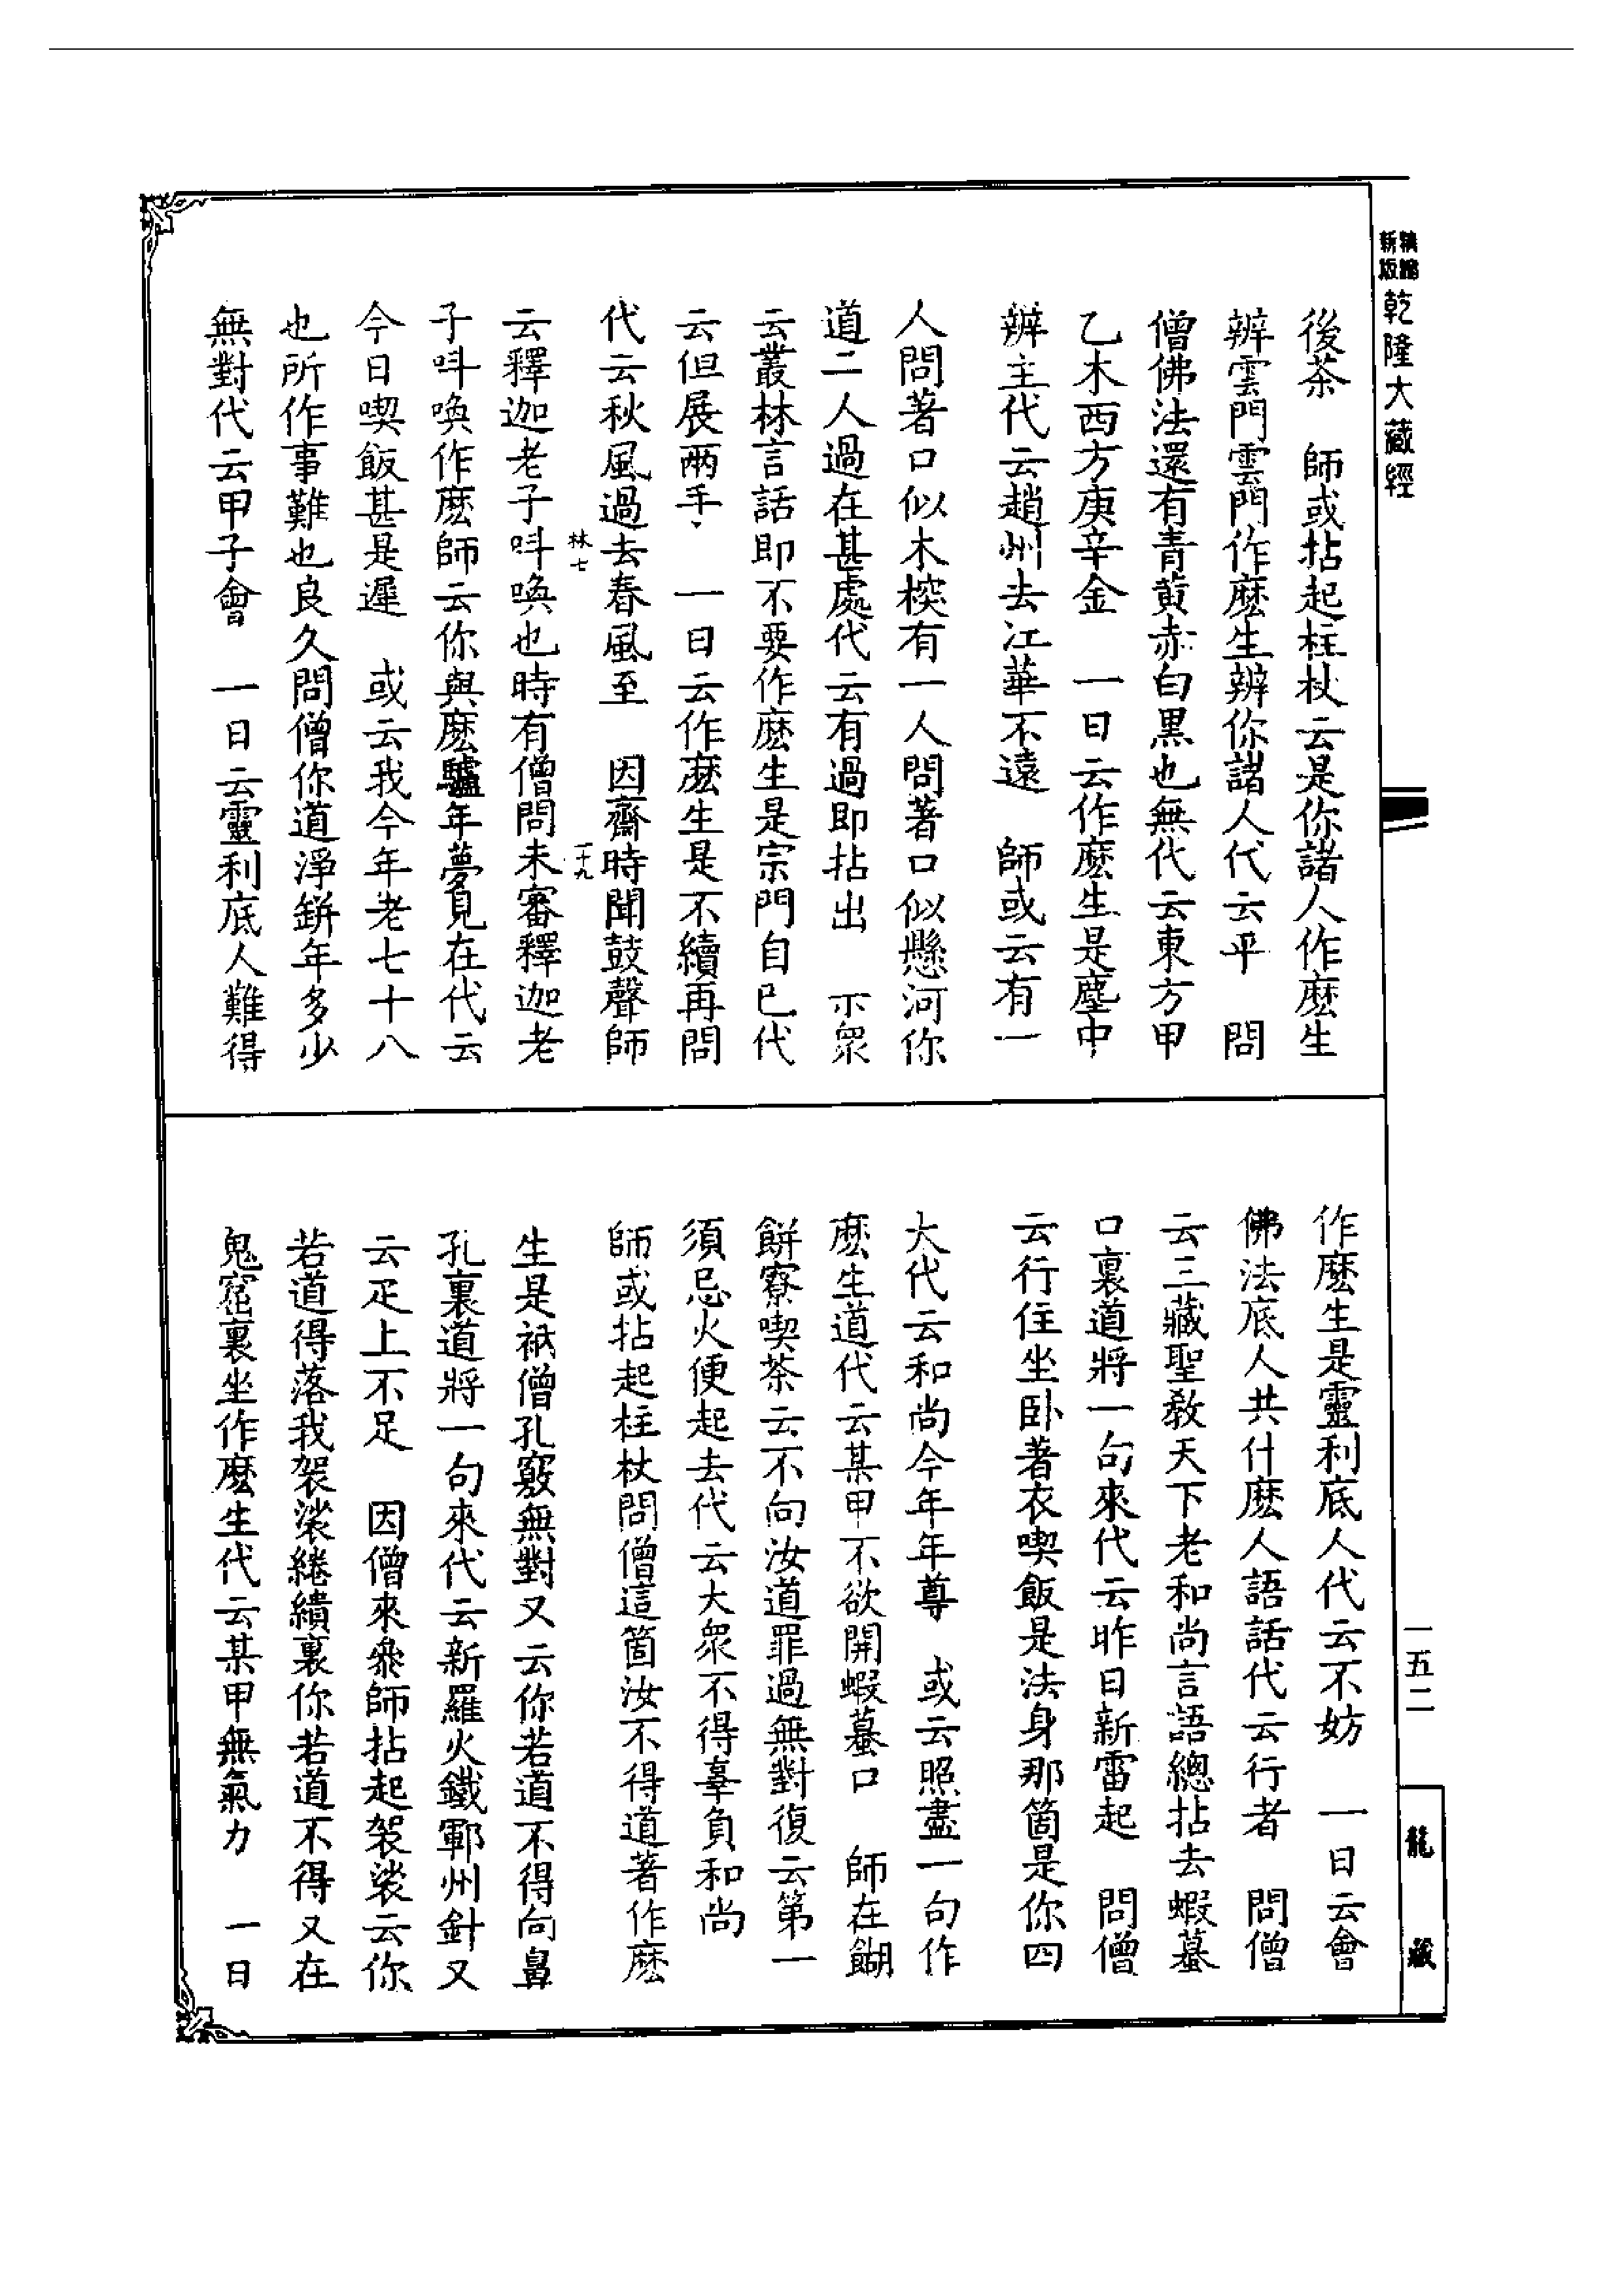 新版精縮乾隆大藏經
後茶　師或拈起柱杖云是你諸人作麽生
辨雲門雲門作麽生辨你諸人代云平　問
僧佛法還有青黄赤白黒也無代云東方甲
乙木西方庚辛金　一日云作麽生是塵中
辨主代云趙州去江華不遠　師或云有一
人問著口似木楔有一人問著口似懸河你
道二人過在甚處代云有過即拈出　示衆
云叢林言話即不要作麽生是宗門自已代
云但展兩手　一日云作麽生是不續再問
代云秋風過去春風至　因齋時聞鼓聲師
林七　二十九
云釋迦老子呌喚也時有僧問未審釋迦老
子呌喚作麽師云你與麽驢年夢見在代云
今日喫飯甚是遲　或云我今年老七十八
也所作事難也良久問僧你道淨缾年多少
無對代云甲子會　一日云靈利底人難得
作麽生是靈利底人代云不妨　一日云會
佛法底人共什麽人語話代云行者　問僧
云三藏聖教天下老和尚言語總拈去蝦蟇
口裏道將一句來代云昨日新雷起　問僧
云行住坐卧著衣喫飯是法身那箇是你四
大代云和尚今年年尊　或云照盡一句作
麽生道代云某甲不欲開蝦蟇口　師在餬
餅寮喫茶云不向汝道罪過無對復云第一
須忌火便起去代云大衆不得辜負和尚
師或拈起柱杖問僧這箇汝不得道著作麽
生是衲僧孔竅無對又云你若道不得向鼻
孔裏道將一句來代云新羅火鐵鄆州針又
云疋上不足　因僧來叅師拈起袈裟云你
若道得落我袈裟綣繢裏你若道不得又在
鬼窟裏坐作麽生代云某甲無氣力　一日
一五二
龍藏